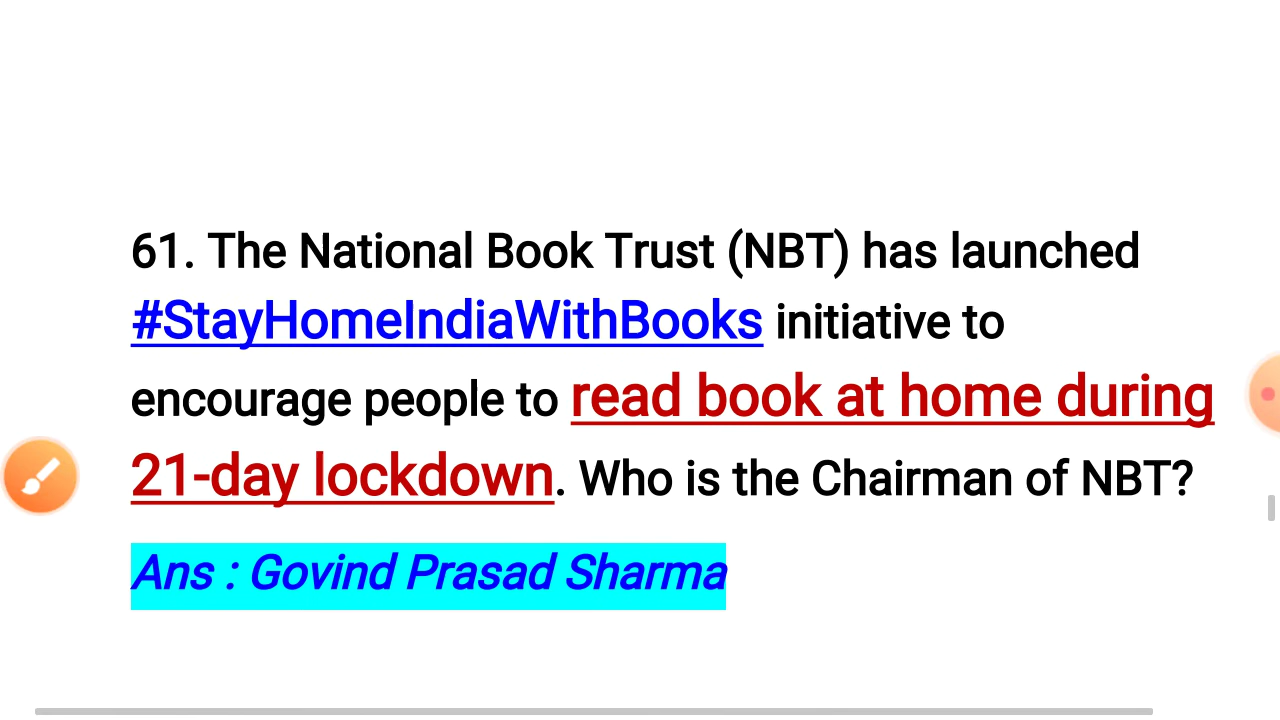 61. The National Book Trust (NBT) has launched
#StayHomeIndiaWithBooks initiative to
encourage people to read book at home during
21-day lockdown. Who is the Chairman of NBT?
Ans : Govind Prasad Sharma